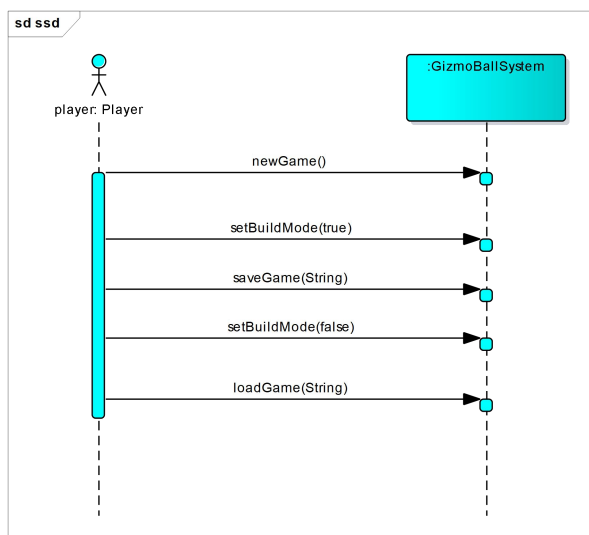 sd ssd
:GizmoBallSystem
player: Player
newGame()
setBuildMode(true)
saveGame(String)
setBuildMode(false)
loadGame(String)